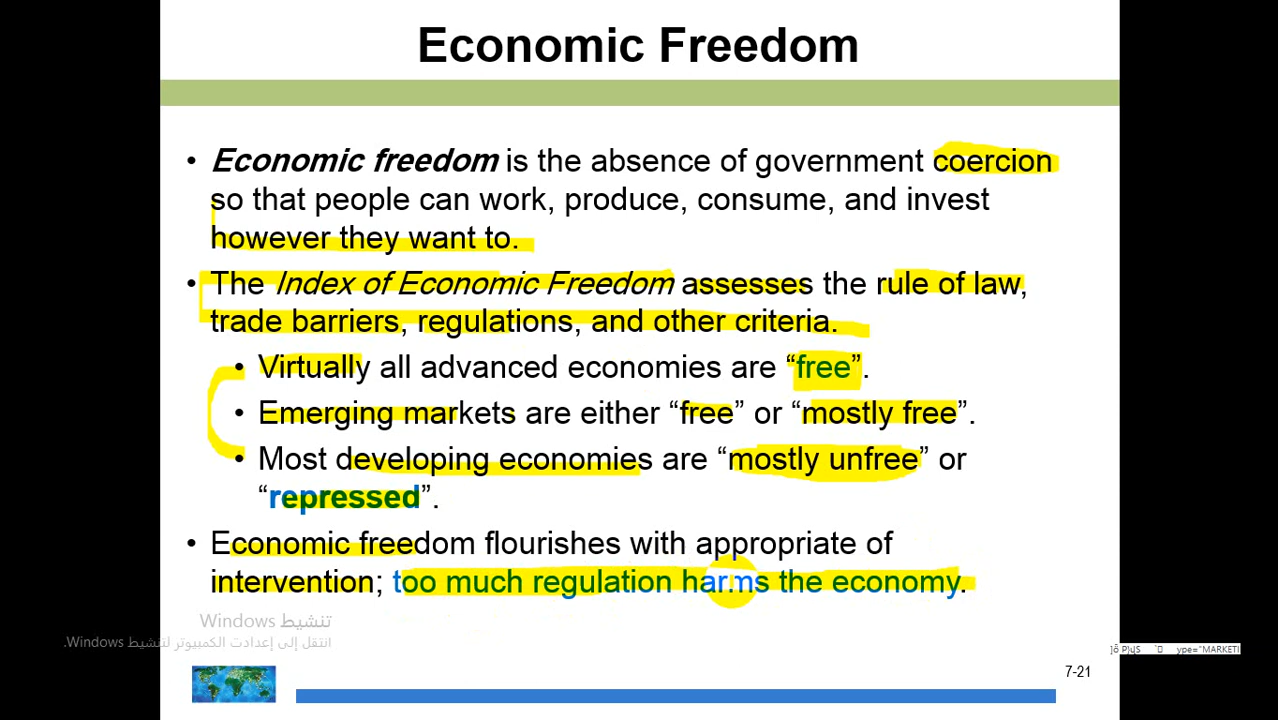 Economic Freedom
• Economic freedom is the absence of government coercion
so that people can work, produce, consume, and invest
however they want to.
• The Index of Economic Freedom assesses the rule of law,
trade barriers, regulations, and other criteria.
• Virtually all advanced economies are “free”.
• Emerging markets are either “free” or “mostly free”.
• Most developing economies are “mostly unfree” or
“repressed”.
• Economic freedom flourishes with appropriate of
intervention; too much regulation harms the economy.
تنشيط Windows
انتقل إلى إعدادت الكمبيوتر لتنشيط Windows.
ype="MARKETI
7-21